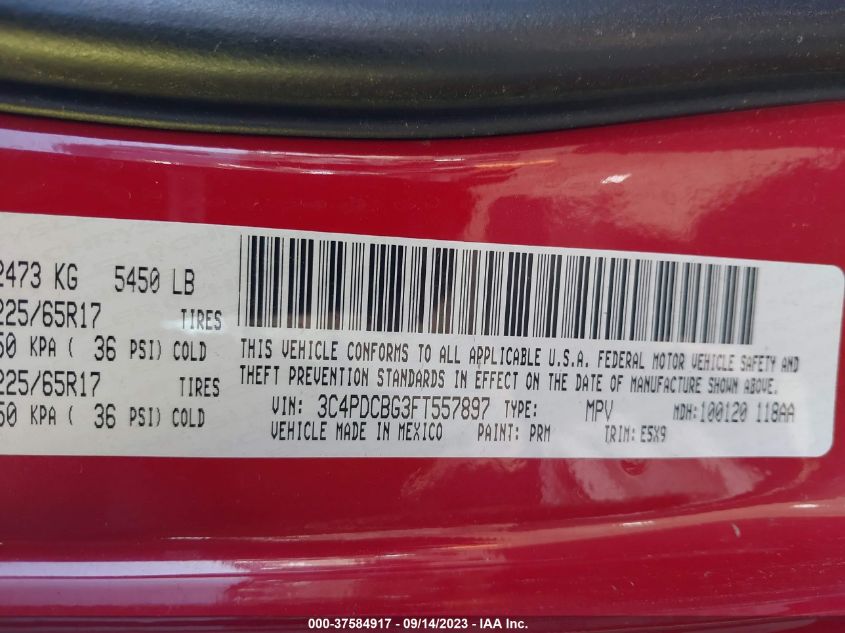 2473 KG 5450 LB
225/65R17 TIRES
50 KPA ( 36 PSI) COLD
225/65R17 TIRES
50 KPA ( 36 PSI) COLD
THIS VEHICLE CONFORMS TO ALL APPLICABLE U.S.A. FEDERAL MOTOR VEHICLE SAFETY AND
THEFT PREVENTION STANDARDS IN EFFECT ON THE DATE OF MANUFACTURE SHOWN ABOVE.
VIN: 3C4PDCBG3FT557897 TYPE: MPV MDH:100120 118AA
VEHICLE MADE IN MEXICO PAINT: PRM TRIM: E5X9
000-37584917 - 09/14/2023 - IAA Inc.